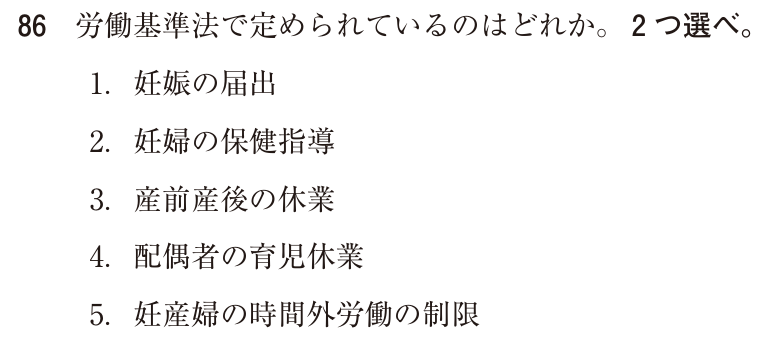 86 労働基準法で定められているのはどれか。2つ選べ。
1. 妊娠の届出
2. 妊婦の保健指導
3. 産前産後の休業
4. 配偶者の育児休業
5. 妊産婦の時間外労働の制限